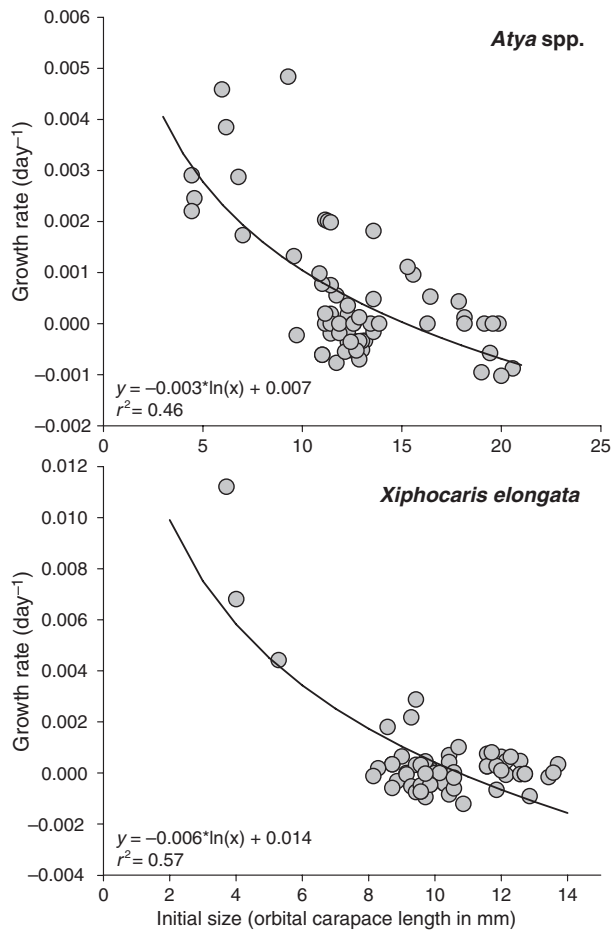 0.006
Atya spp.
0.005
0.004
0.003
0.002
0.001
0.000
−0.001
−0.002
Growth rate (day⁻¹)
y = −0.003*ln(x) + 0.007
r² = 0.46
0 5 10 15 20 25
0.012
Xiphocaris elongata
0.010
0.008
0.006
0.004
0.002
0.000
−0.002
−0.004
Growth rate (day⁻¹)
y = −0.006*ln(x) + 0.014
r² = 0.57
0 2 4 6 8 10 12 14
Initial size (orbital carapace length in mm)